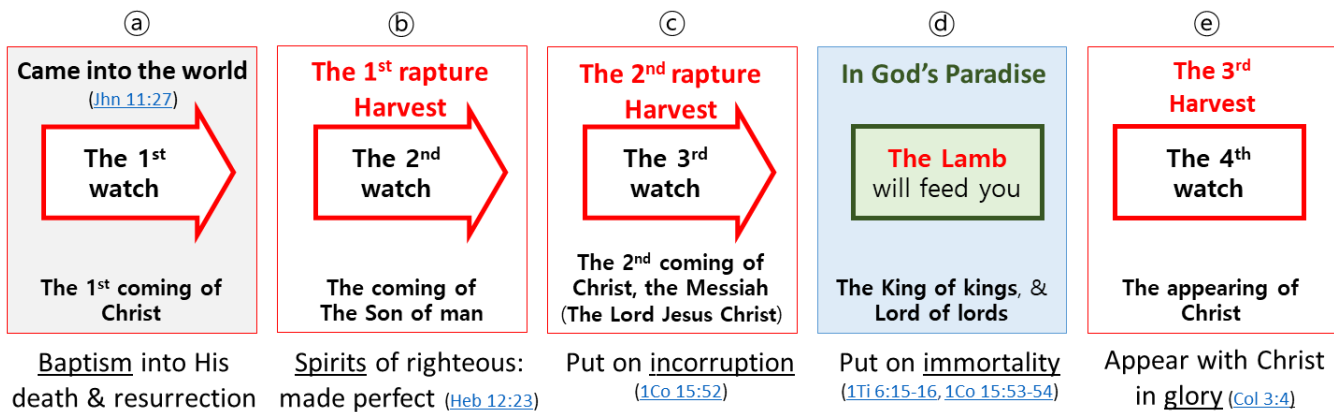 ⓐ
Came into the world
(Jhn 11:27)
The 1st
watch
The 1st coming of
Christ
Baptism into His
death & resurrection
ⓑ
The 1st rapture
Harvest
The 2nd
watch
The coming of
The Son of man
Spirits of righteous:
made perfect (Heb 12:23)
ⓒ
The 2nd rapture
Harvest
The 3rd
watch
The 2nd coming of
Christ, the Messiah
(The Lord Jesus Christ)
Put on incorruption
(1Co 15:52)
ⓓ
In God's Paradise
The Lamb
will feed you
The King of kings, &
Lord of lords
Put on immortality
(1Ti 6:15-16, 1Co 15:53-54)
ⓔ
The 3rd
Harvest
The 4th
watch
The appearing of
Christ
Appear with Christ
in glory (Col 3:4)